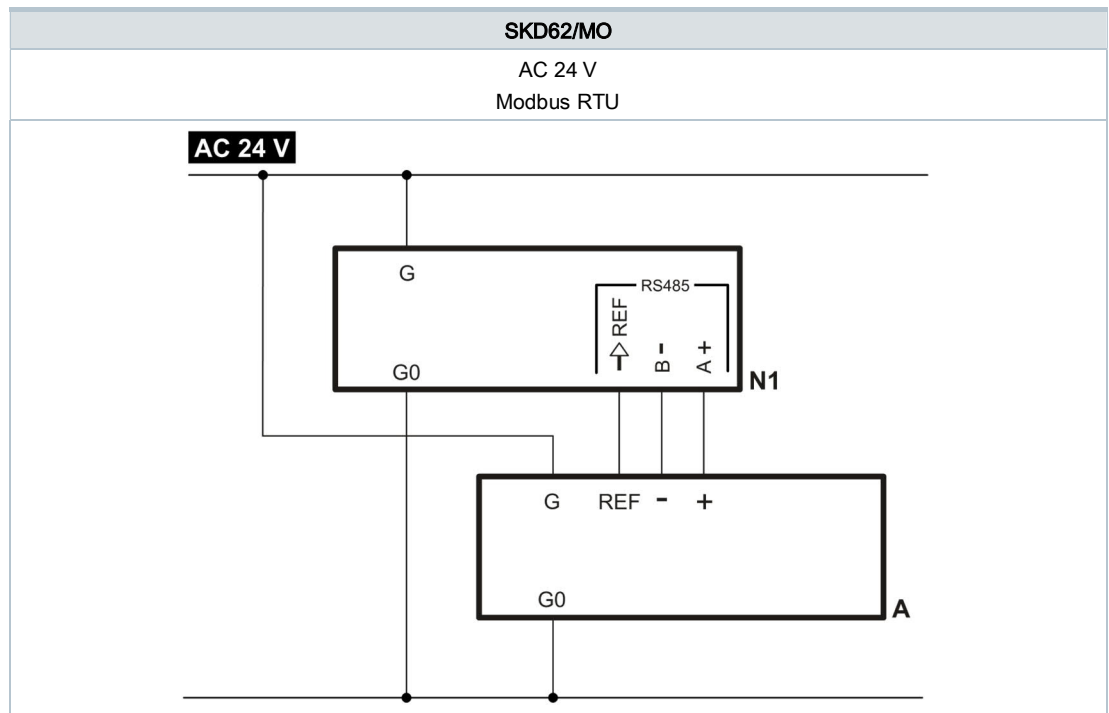 SKD62/MO
AC 24 V
Modbus RTU
AC 24 V
G
RS485
REF
B -
A +
G0
N1
G REF - +
G0
A